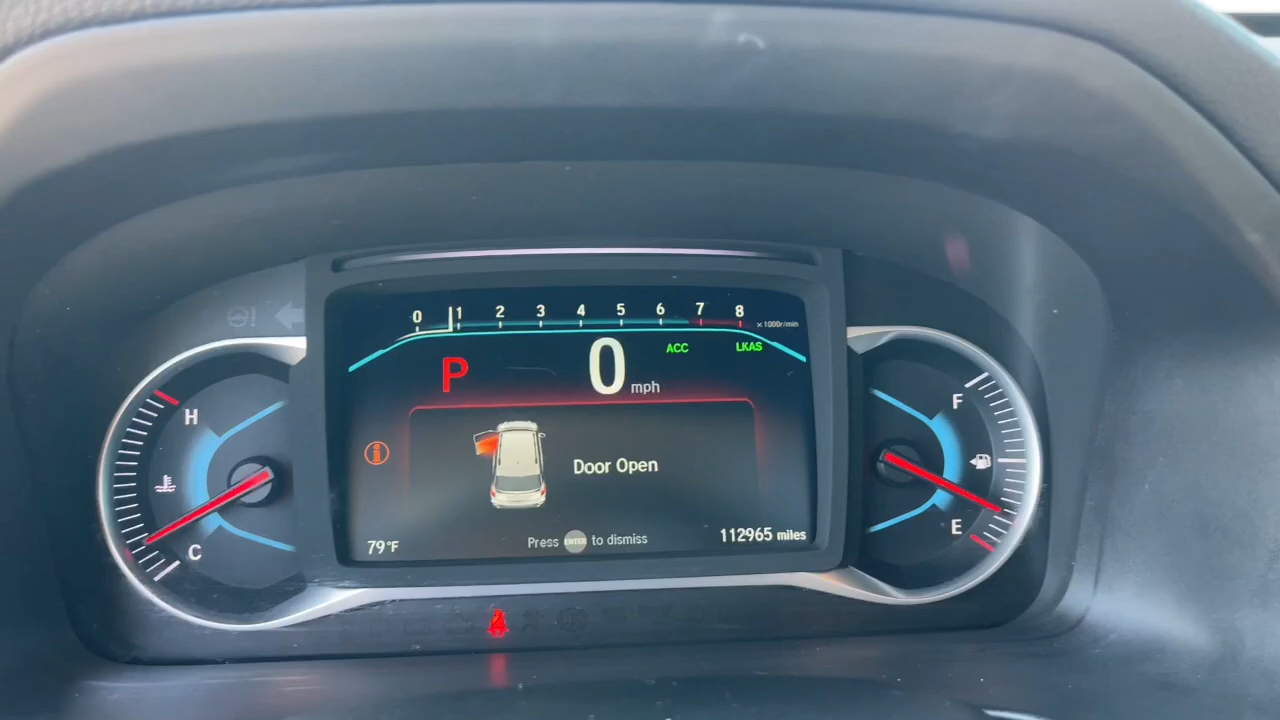 0 1 2 3 4 5 6 7 8 x1000r/min
P 0 mph ACC LKAS
H
C
F
E
i
Door Open
Press ENTER to dismiss
79°F
112965 miles